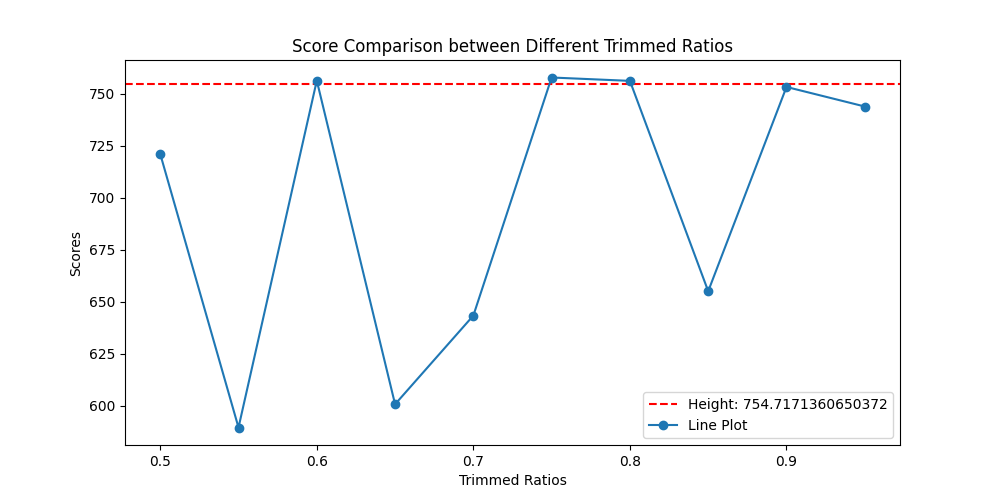 Score Comparison between Different Trimmed Ratios
Scores
750
725
700
675
650
625
600
Height: 754.7171360650372
Line Plot
0.5 0.6 0.7 0.8 0.9
Trimmed Ratios